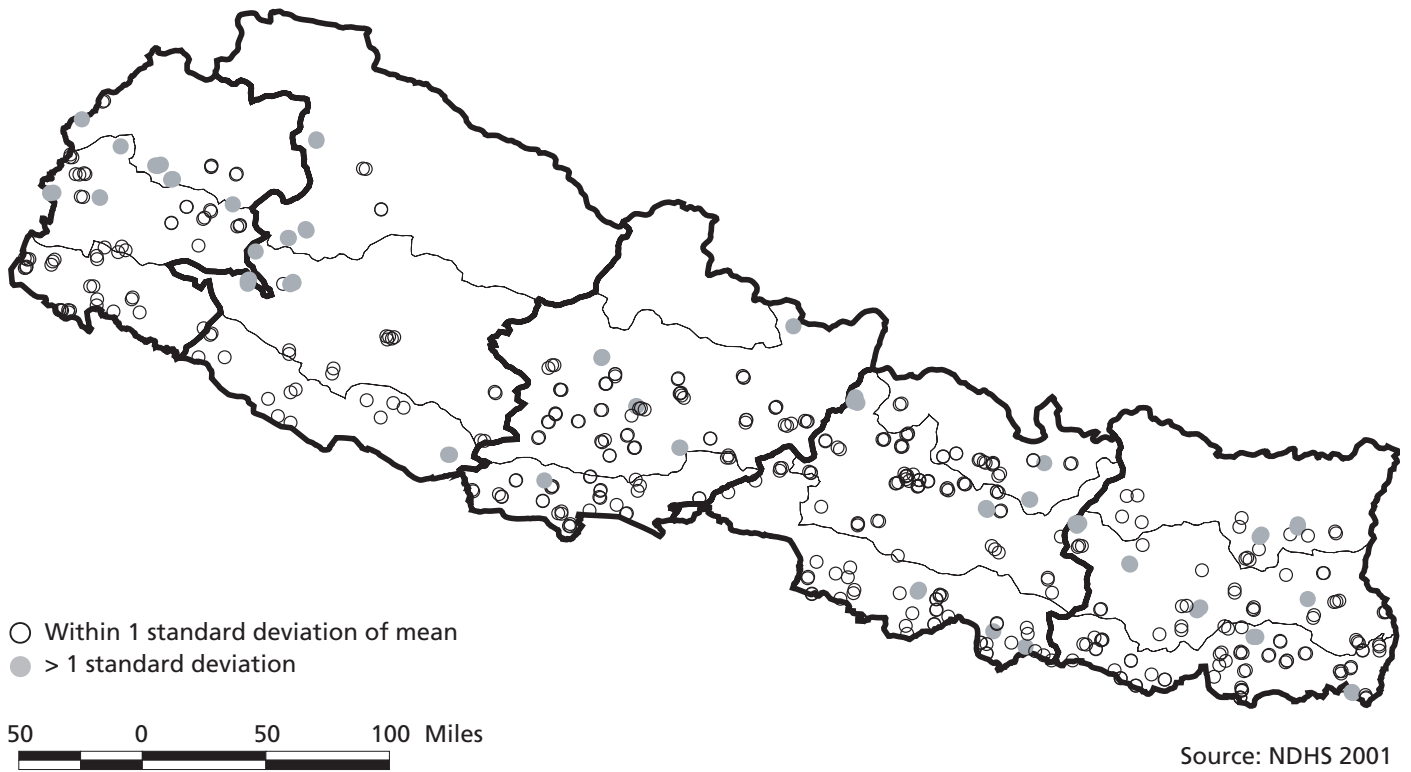 Within 1 standard deviation of mean
> 1 standard deviation
50 0 50 100 Miles
Source: NDHS 2001